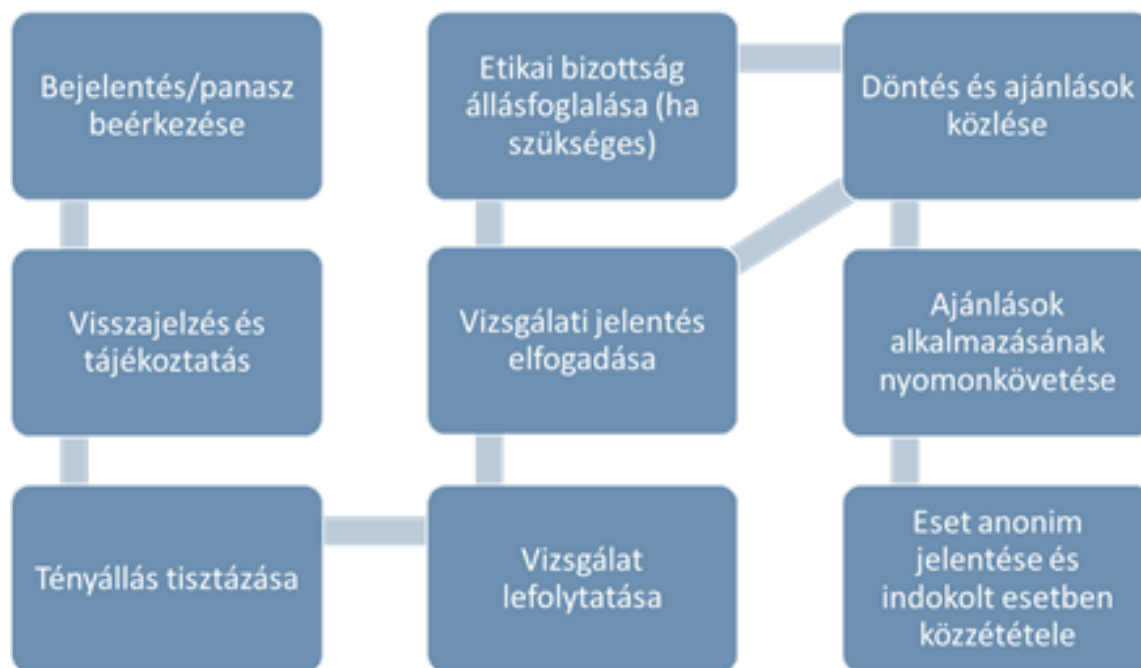 Bejelentés/panasz
beérkezése
Visszajelzés és
tájékoztatás
Tényállás tisztázása
Vizsgálat
lefolytatása
Vizsgálati jelentés
elfogadása
Etikai bizottság
állásfoglalása (ha
szükséges)
Döntés és ajánlások
közlése
Ajánlások
alkalmazásának
nyomonkövetése
Eset anonim
jelentése és
indokolt esetben
közzététele